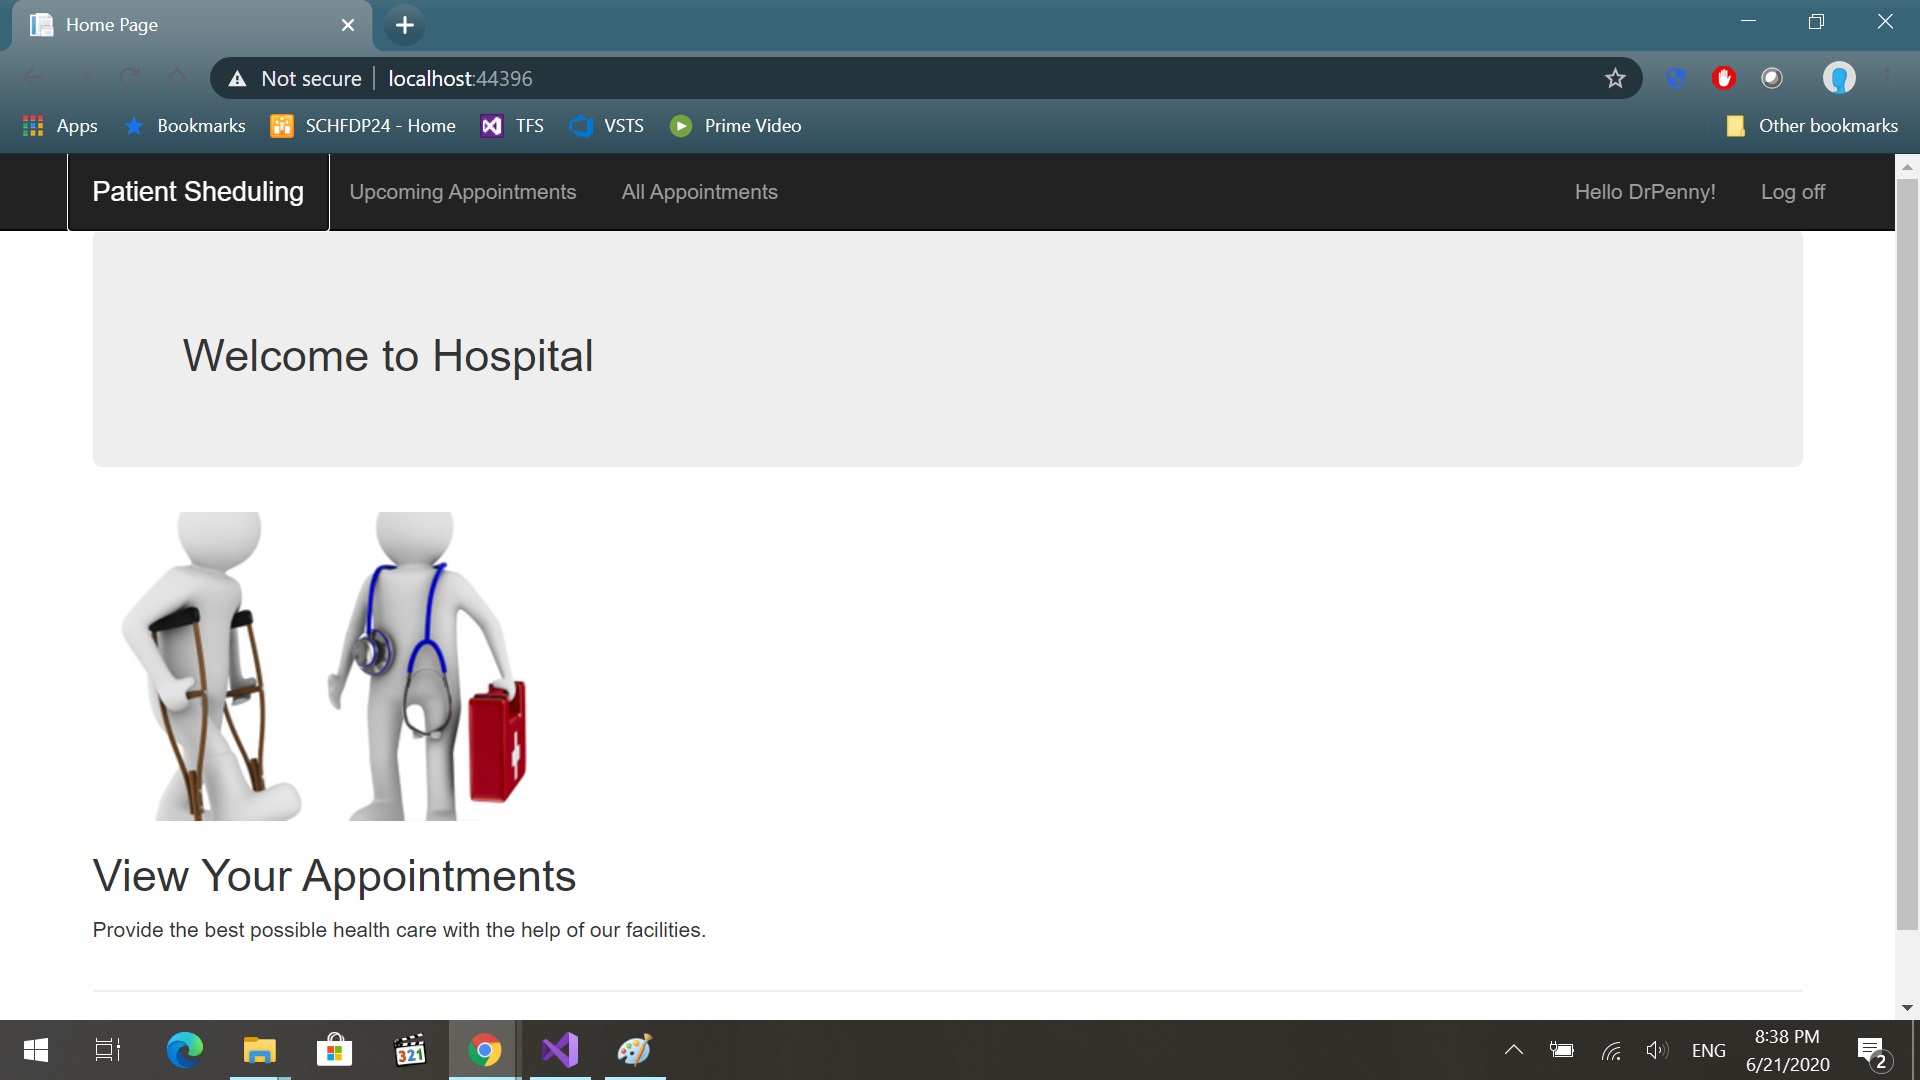 Home Page
Not secure localhost:44396
Apps Bookmarks SCHFDP24 - Home TFS VSTS Prime Video Other bookmarks
Patient Sheduling Upcoming Appointments All Appointments Hello DrPenny! Log off
Welcome to Hospital
View Your Appointments
Provide the best possible health care with the help of our facilities.
321
ENG
8:38 PM
6/21/2020
2